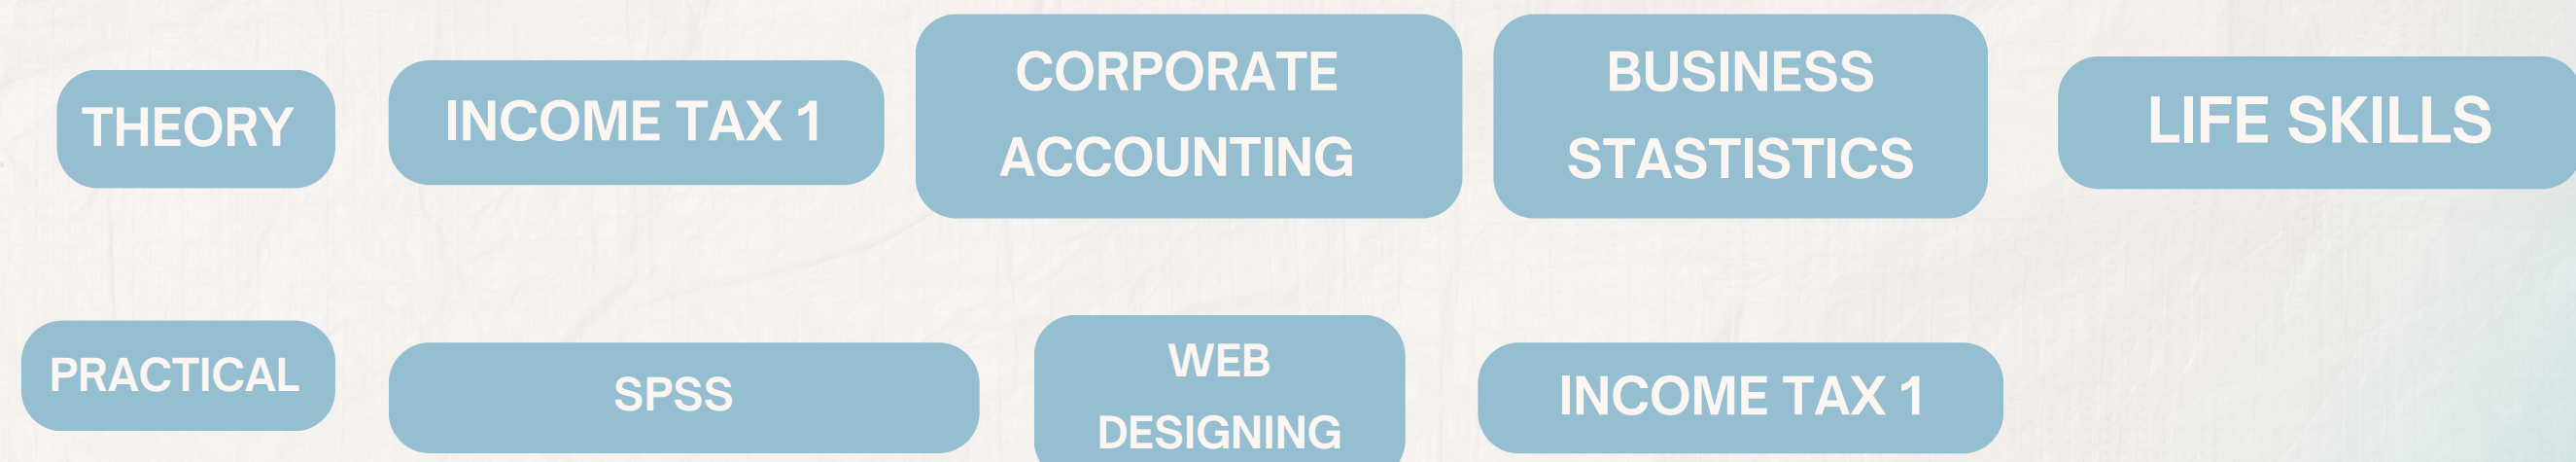 THEORY
INCOME TAX 1
CORPORATE
ACCOUNTING
BUSINESS
STASTISTICS
LIFE SKILLS
PRACTICAL
SPSS
WEB
DESIGNING
INCOME TAX 1